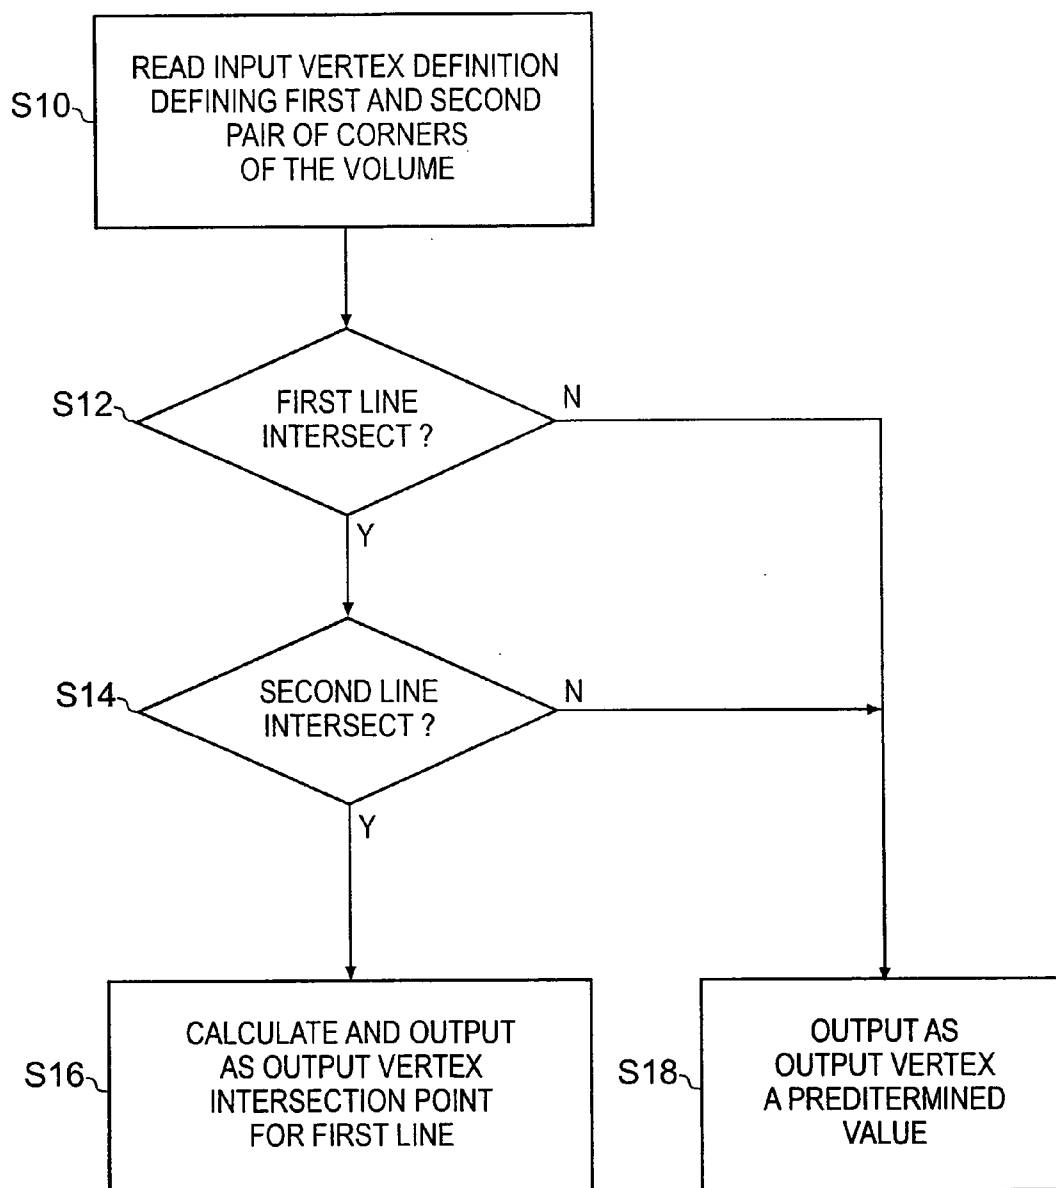 S10
READ INPUT VERTEX DEFINITION
DEFINING FIRST AND SECOND
PAIR OF CORNERS
OF THE VOLUME
S12
FIRST LINE
INTERSECT ?
N
Y
S14
SECOND LINE
INTERSECT ?
N
Y
S16
CALCULATE AND OUTPUT
AS OUTPUT VERTEX
INTERSECTION POINT
FOR FIRST LINE
S18
OUTPUT AS
OUTPUT VERTEX
A PREDITERMINED
VALUE